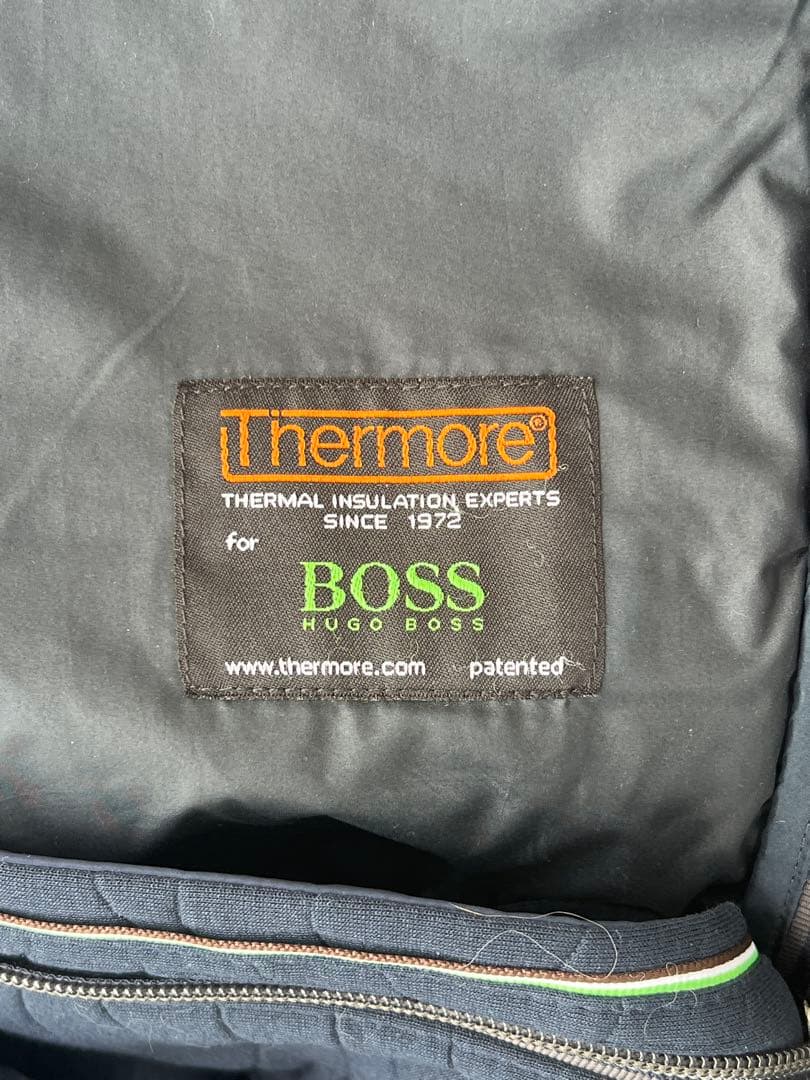 Thermore®
THERMAL INSULATION EXPERTS
SINCE 1972
for
BOSS
HUGO BOSS
www.thermore.com patented